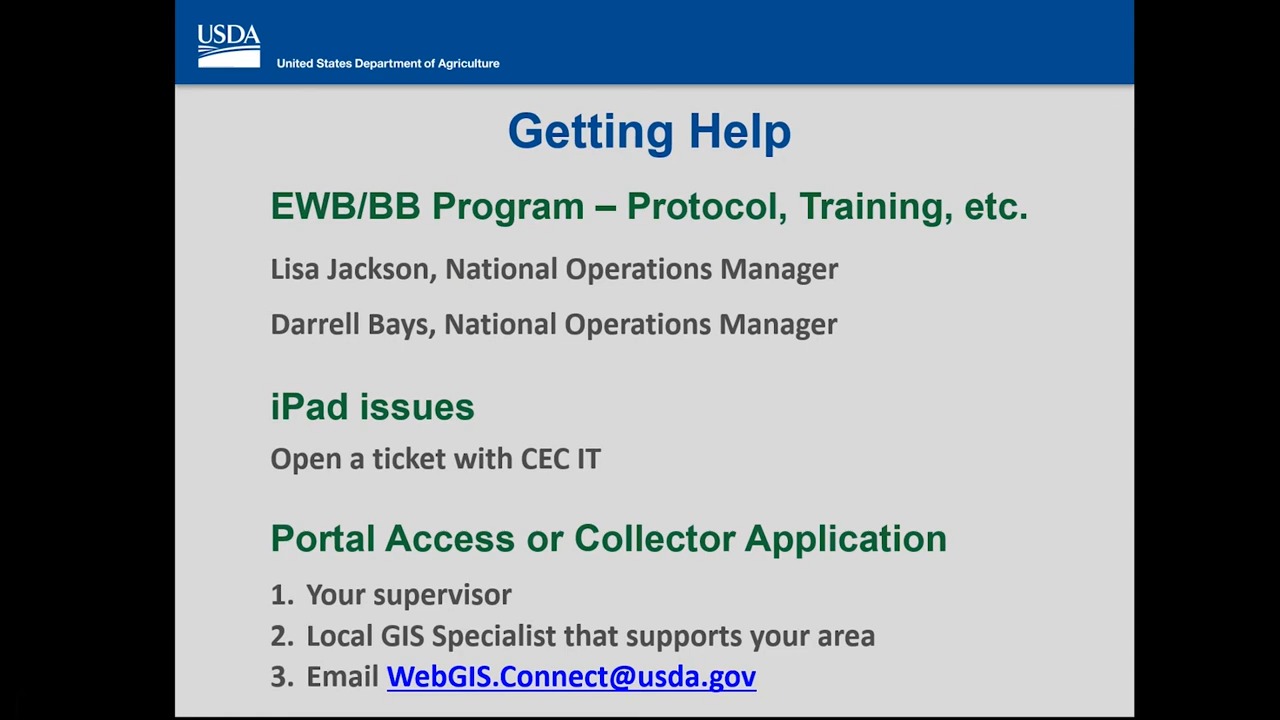 USDA
United States Department of Agriculture
Getting Help
EWB/BB Program – Protocol, Training, etc.
Lisa Jackson, National Operations Manager
Darrell Bays, National Operations Manager
iPad issues
Open a ticket with CEC IT
Portal Access or Collector Application
1. Your supervisor
2. Local GIS Specialist that supports your area
3. Email WebGIS.Connect@usda.gov